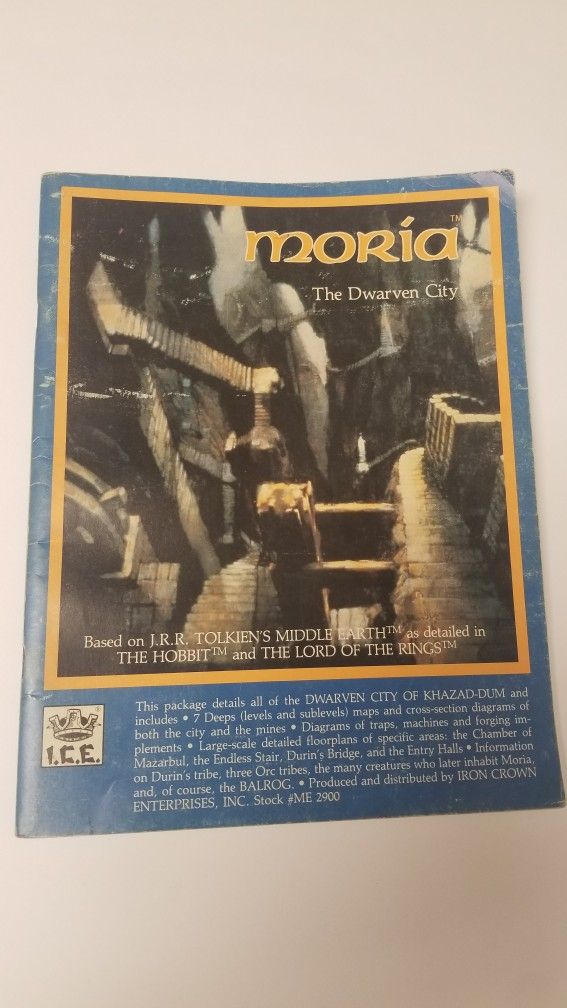 moría™
The Dwarven City
Based on J.R.R. TOLKIEN'S MIDDLE EARTH™ as detailed in
THE HOBBIT™ and THE LORD OF THE RINGS™
®
I.C.E.
This package details all of the DWARVEN CITY OF KHAZAD-DUM and
includes • 7 Deeps (levels and sublevels) maps and cross-section diagrams of
both the city and the mines • Diagrams of traps, machines and forging im-
plements • Large-scale detailed floorplans of specific areas: the Chamber of
Mazarbul, the Endless Stair, Durin's Bridge, and the Entry Halls • Information
on Durin's tribe, three Orc tribes, the many creatures who later inhabit Moria,
and, of course, the BALROG. • Produced and distributed by IRON CROWN
ENTERPRISES, INC. Stock #ME 2900